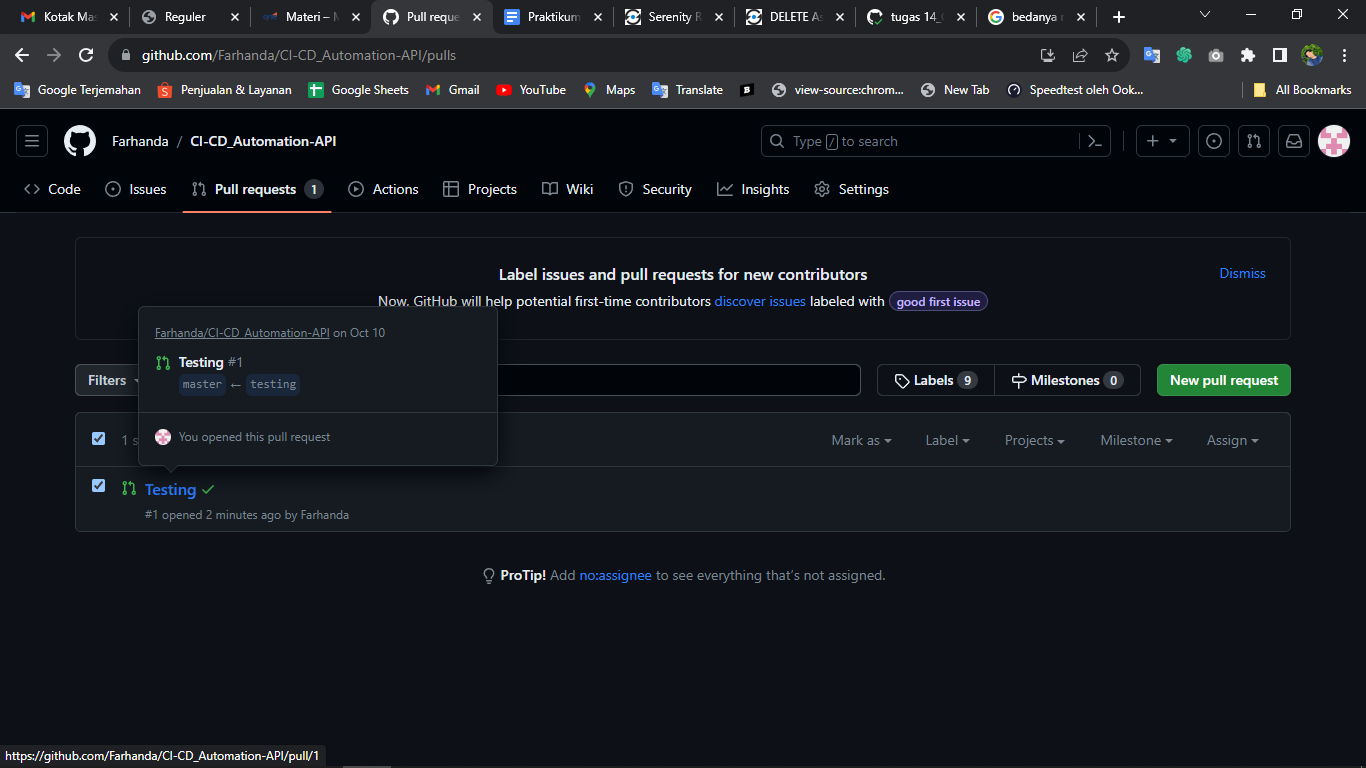 Kotak Ma
Reguler
Materi – M
Pull reque
Praktikum
Serenity R
DELETE As
tugas 14_
bedanya
github.com/Farhanda/CI-CD_Automation-API/pulls
Google Terjemahan
Penjualan & Layanan
Google Sheets
Gmail
YouTube
Maps
Translate
view-source:chrom...
New Tab
Speedtest oleh Ook...
All Bookmarks
Farhanda / CI-CD_Automation-API
Type / to search
Code
Issues
Pull requests 1
Actions
Projects
Wiki
Security
Insights
Settings
Label issues and pull requests for new contributors
Dismiss
Now, GitHub will help potential first-time contributors discover issues labeled with good first issue
Farhanda/CI-CD_Automation-API on Oct 10
Testing #1
master ← testing
You opened this pull request
Filters
Labels 9
Milestones 0
New pull request
1 s
Mark as
Label
Projects
Milestone
Assign
Testing
#1 opened 2 minutes ago by Farhanda
ProTip! Add no:assignee to see everything that's not assigned.
https://github.com/Farhanda/CI-CD_Automation-API/pull/1